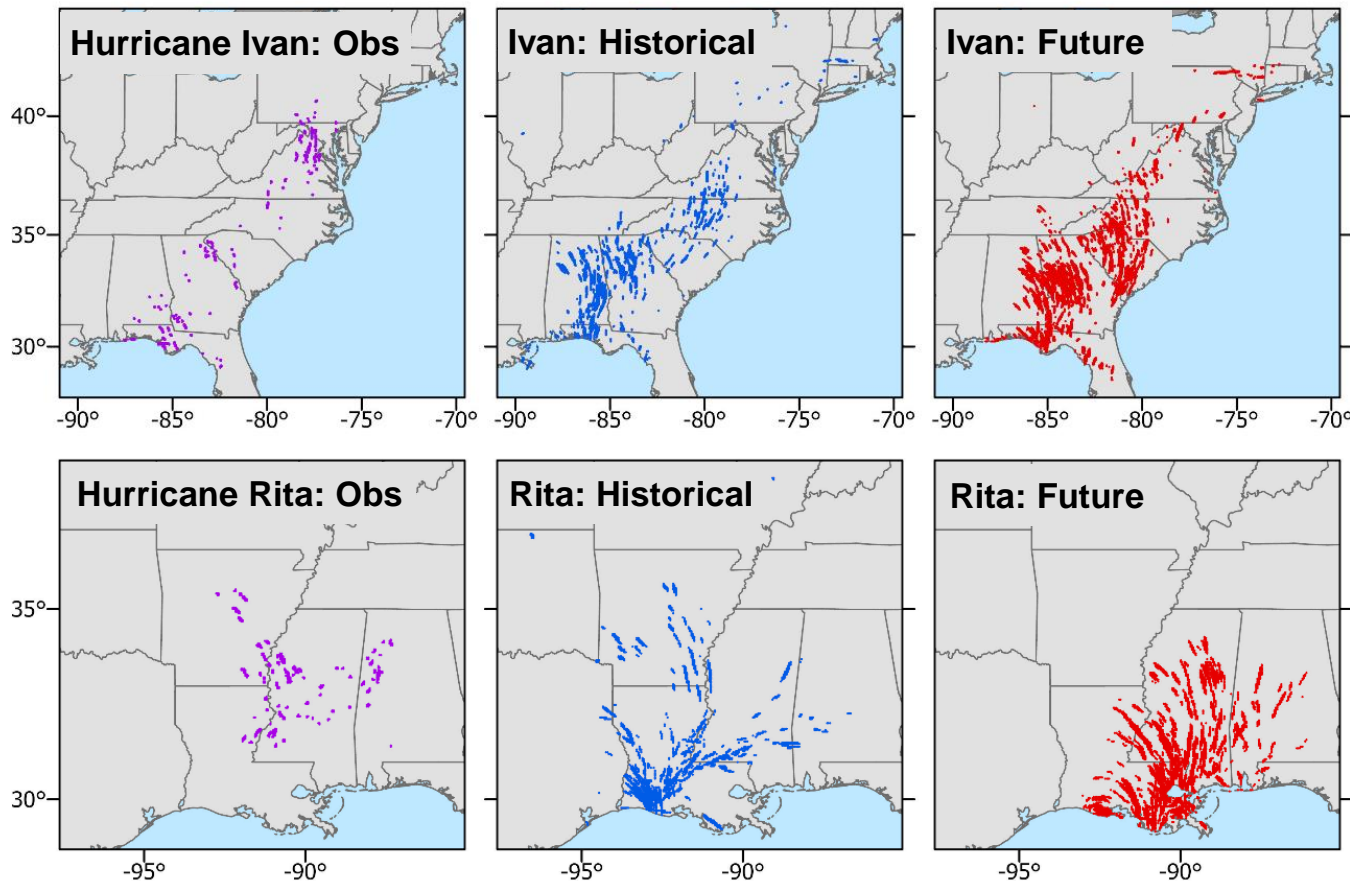 Hurricane Ivan: Obs
Ivan: Historical
Ivan: Future
40°
35°
30°
-90° -85° -80° -75° -70°
-90° -85° -80° -75° -70°
-90° -85° -80° -75° -70°
Hurricane Rita: Obs
Rita: Historical
Rita: Future
35°
30°
-95° -90°
-95° -90°
-95° -90°